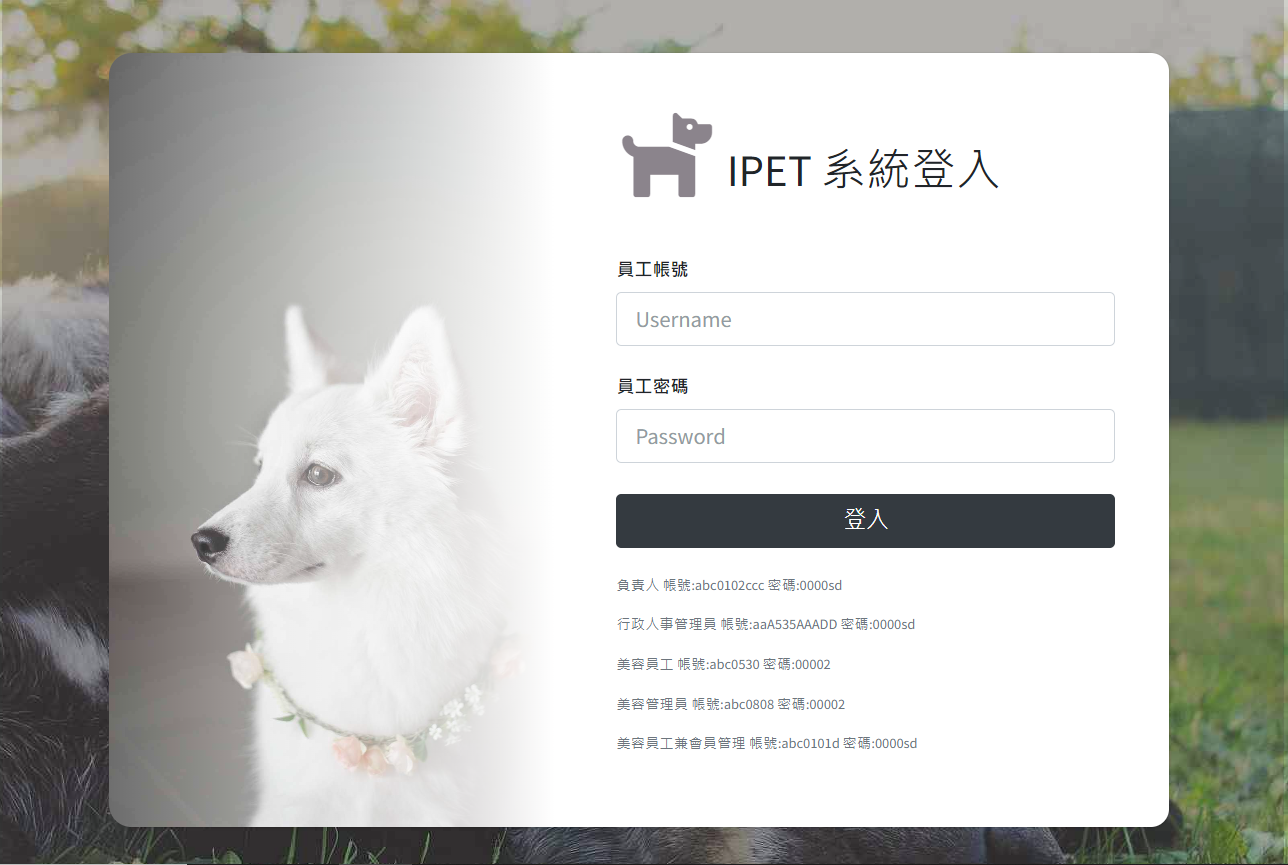 IPET 系統登入
員工帳號
Username
員工密碼
Password
登入
負責人 帳號:abc0102ccc 密碼:0000sd
行政人事管理員 帳號:aaA535AAADD 密碼:0000sd
美容員工 帳號:abc0530 密碼:00002
美容管理員 帳號:abc0808 密碼:00002
美容員工兼會員管理 帳號:abc0101d 密碼:0000sd